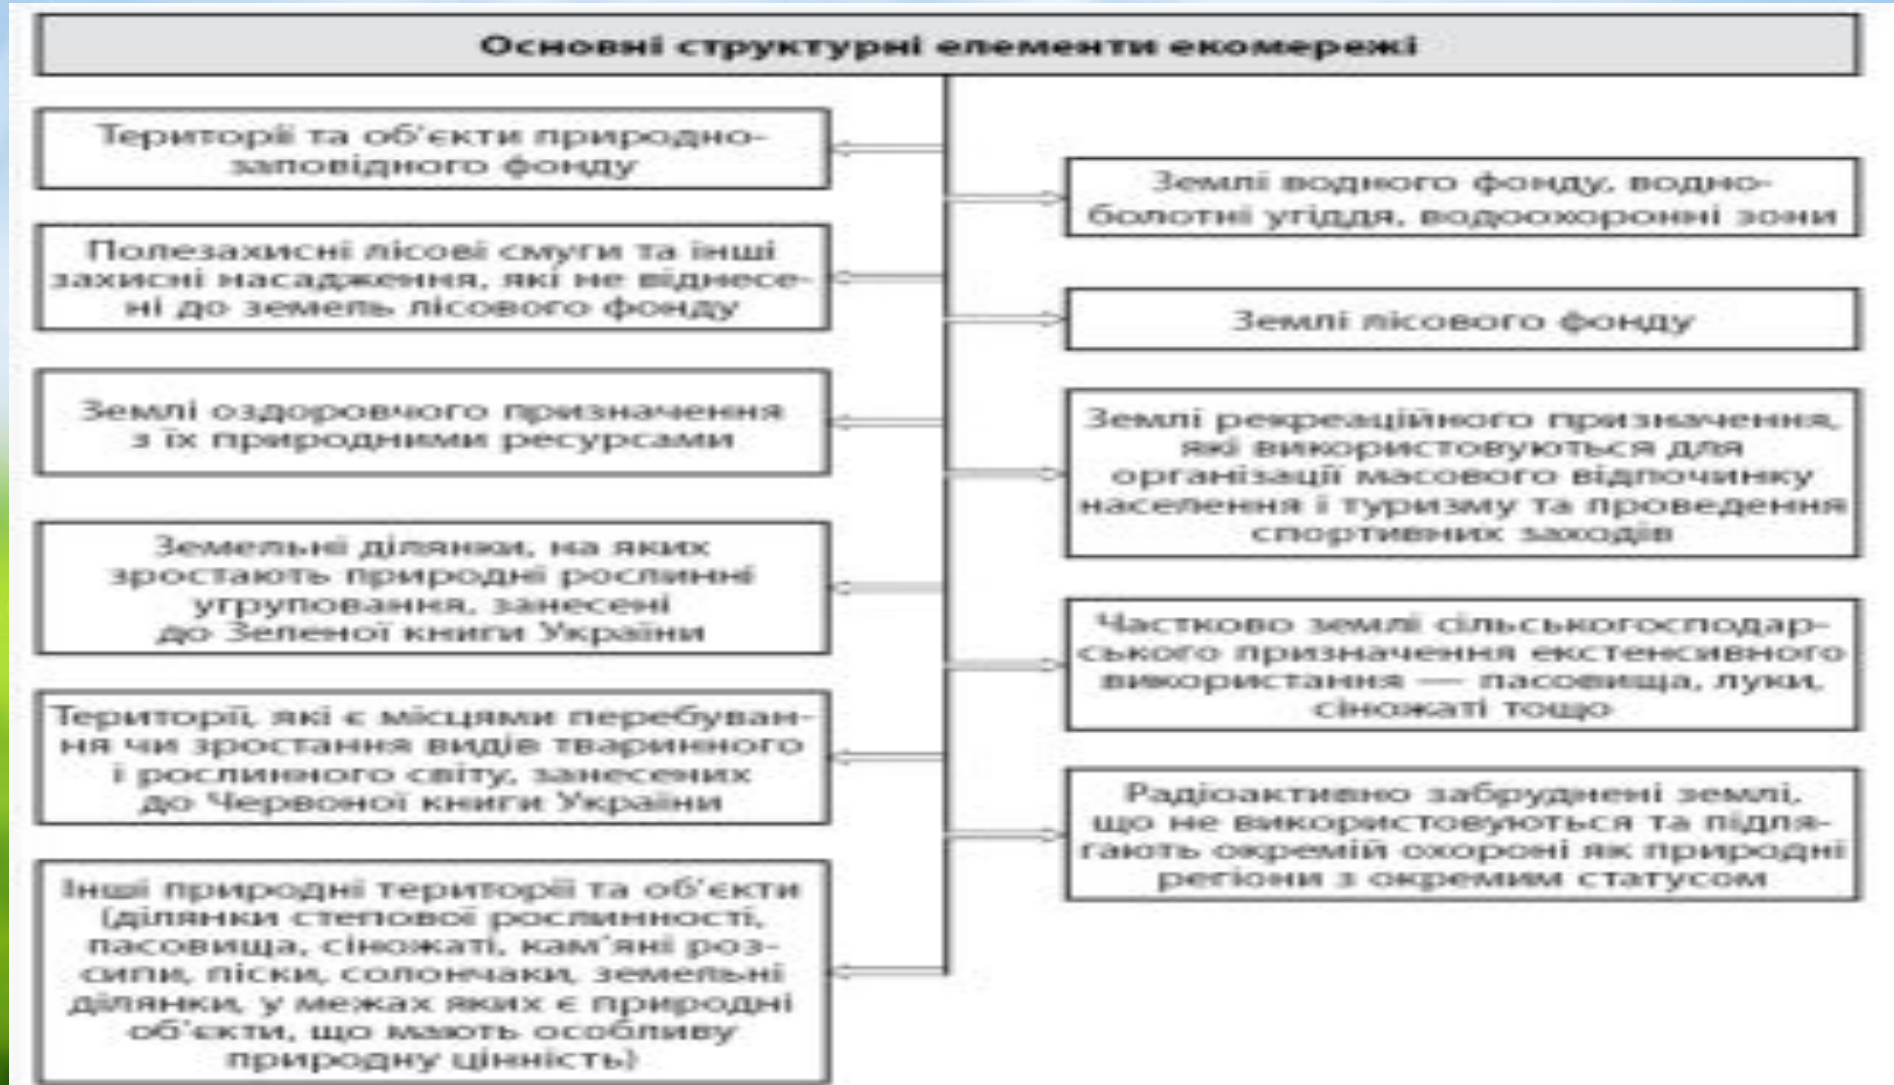 Основні структурні елементи екомережі
Території та об'єкти природно-
заповідного фонду
Полезахисні лісові смуги та інші
захисні насадження, які не віднесе-
ні до земель лісового фонду
Землі оздоровчого призначення
з їх природними ресурсами
Земельні ділянки, на яких
зростають природні рослинні
угруповання, занесені
до Зеленої книги України
Території, які є місцями перебуван-
ня чи зростання видів тваринного
і рослинного світу, занесених
до Червоної книги України
Інші природні території та об'єкти
(ділянки степової рослинності,
пасовища, сіножаті, кам'яні роз-
сипи, піски, солончаки, земельні
ділянки, у межах яких є природні
об'єкти, що мають особливу
природну цінність)
Землі водного фонду, водно-
болотні угіддя, водоохоронні зони
Землі лісового фонду
Землі рекреаційного призначення,
які використовуються для
організації масового відпочинку
населення і туризму та проведення
спортивних заходів
Частково землі сільськогосподар-
ського призначення екстенсивного
використання — пасовища, луки,
сіножаті тощо
Радіоактивно забруднені землі,
що не використовуються та підля-
гають окремій охороні як природні
регіони з окремим статусом